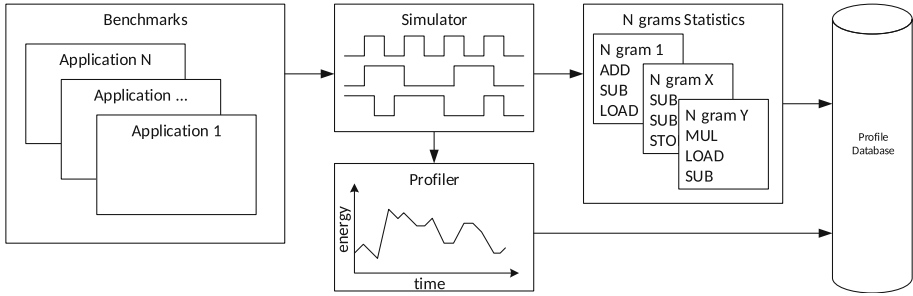 Benchmarks
Application N
Application ...
Application 1
Simulator
Profiler
energy
time
N grams Statistics
N gram 1
ADD
SUB
LOAD
N gram X
SUB
SUB
STO
N gram Y
MUL
LOAD
SUB
Profile
Database